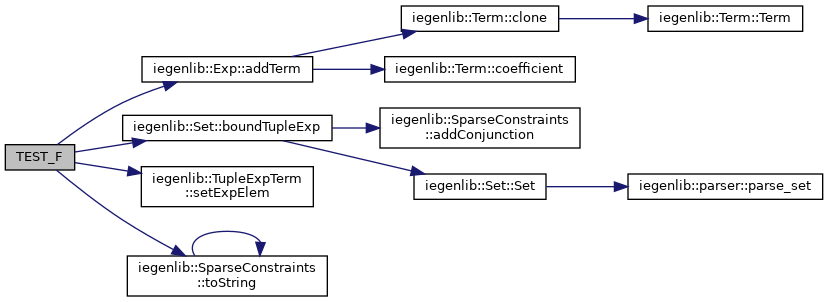 TEST_F
iegenlib::Exp::addTerm
iegenlib::Term::clone
iegenlib::Term::Term
iegenlib::Term::coefficient
iegenlib::Set::boundTupleExp
iegenlib::SparseConstraints
::addConjunction
iegenlib::Set::Set
iegenlib::parser::parse_set
iegenlib::TupleExpTerm
::setExpElem
iegenlib::SparseConstraints
::toString